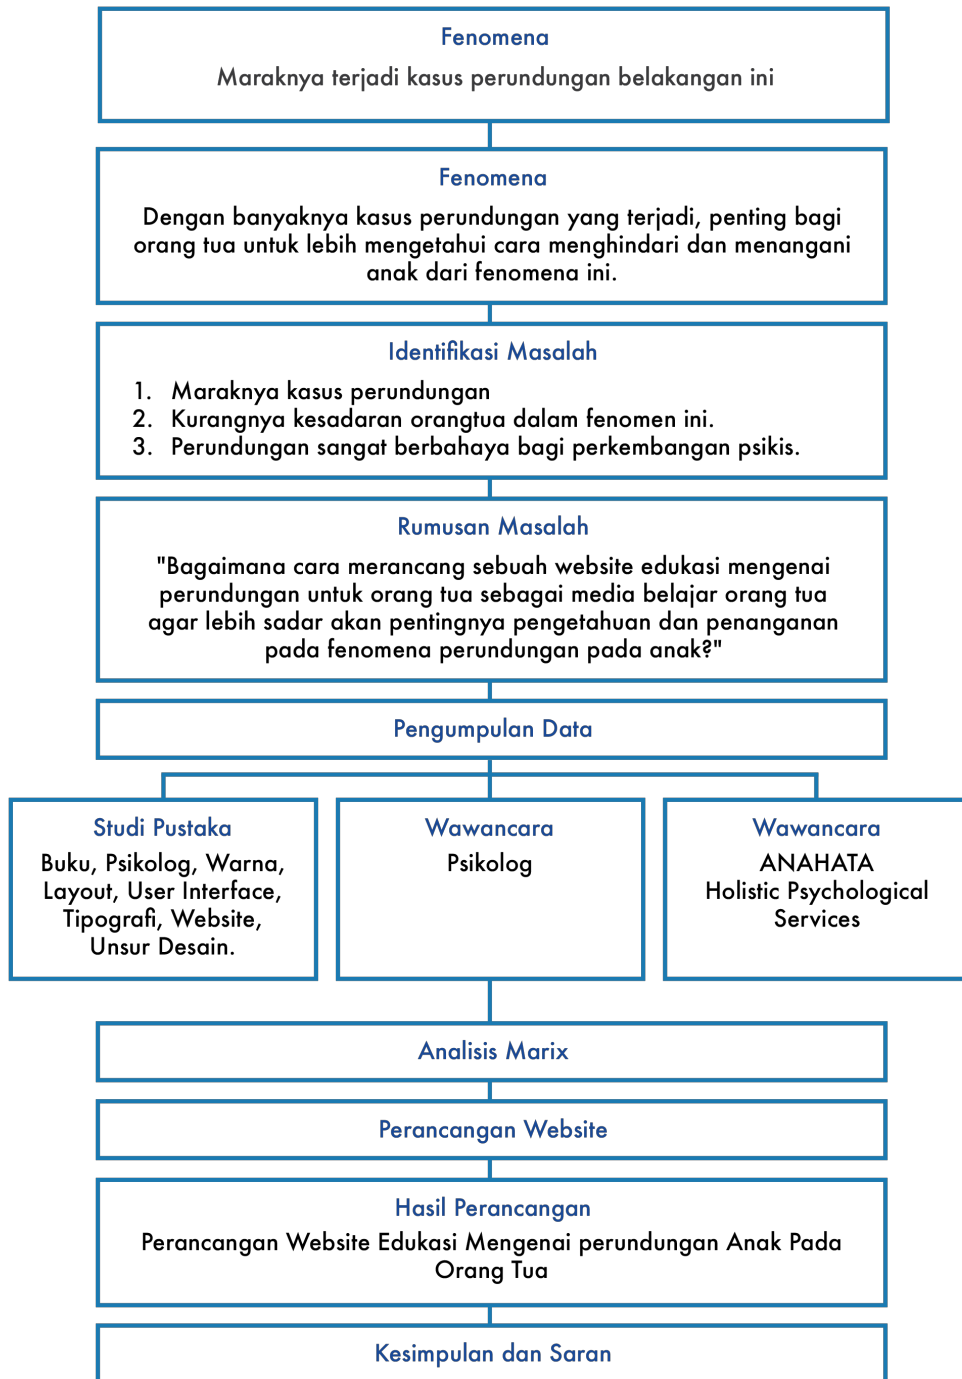 Fenomena
Maraknya terjadi kasus perundungan belakangan ini
Fenomena
Dengan banyaknya kasus perundungan yang terjadi, penting bagi
orang tua untuk lebih mengetahui cara menghindari dan menangani
anak dari fenomena ini.
Identifikasi Masalah
1. Maraknya kasus perundungan
2. Kurangnya kesadaran orangtua dalam fenomen ini.
3. Perundungan sangat berbahaya bagi perkembangan psikis.
Rumusan Masalah
"Bagaimana cara merancang sebuah website edukasi mengenai
perundungan untuk orang tua sebagai media belajar orang tua
agar lebih sadar akan pentingnya pengetahuan dan penanganan
pada fenomena perundungan pada anak?"
Pengumpulan Data
Studi Pustaka
Buku, Psikolog, Warna,
Layout, User Interface,
Tipografi, Website,
Unsur Desain.
Wawancara
Psikolog
Wawancara
ANAHATA
Holistic Psychological
Services
Analisis Marix
Perancangan Website
Hasil Perancangan
Perancangan Website Edukasi Mengenai perundungan Anak Pada
Orang Tua
Kesimpulan dan Saran